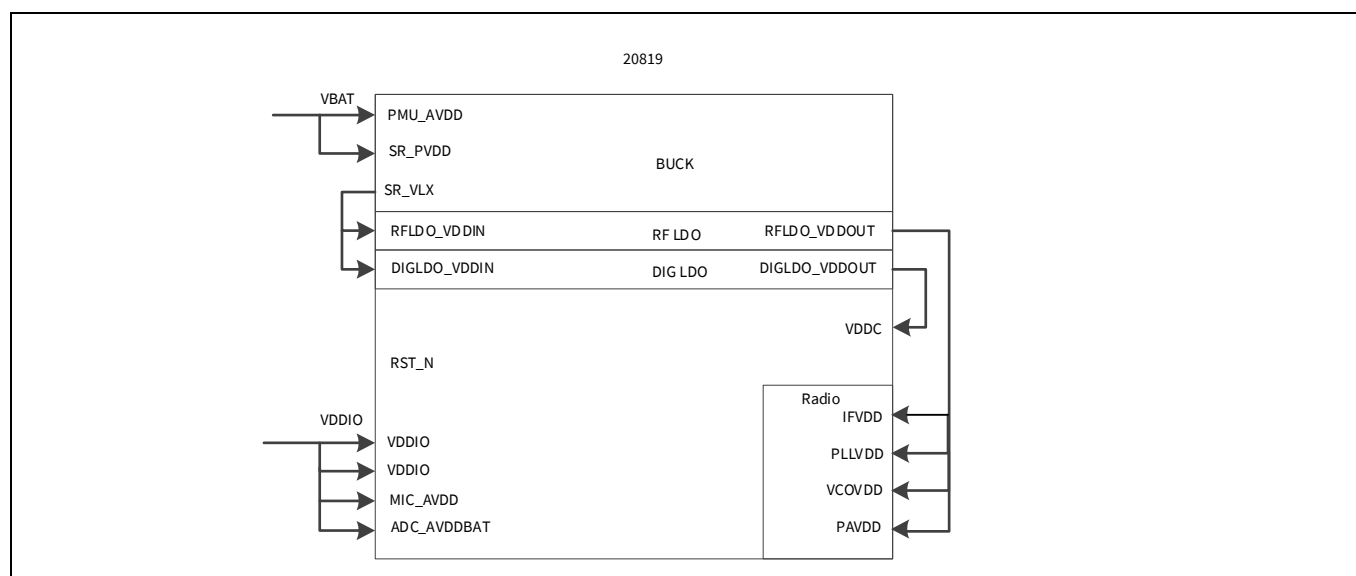 20819
VBAT
PMU_AVDD
SR_PVDD
BUCK
SR_VLX
RFLDO_VDDIN RF LDO RFLDO_VDDOUT
DIGLDO_VDDIN DIG LDO DIGLDO_VDDOUT
VDDC
RST_N
Radio
IFVDD
VDDIO
VDDIO
PLLVDD
VDDIO
VCOVDD
MIC_AVDD
PAVDD
ADC_AVDDBAT